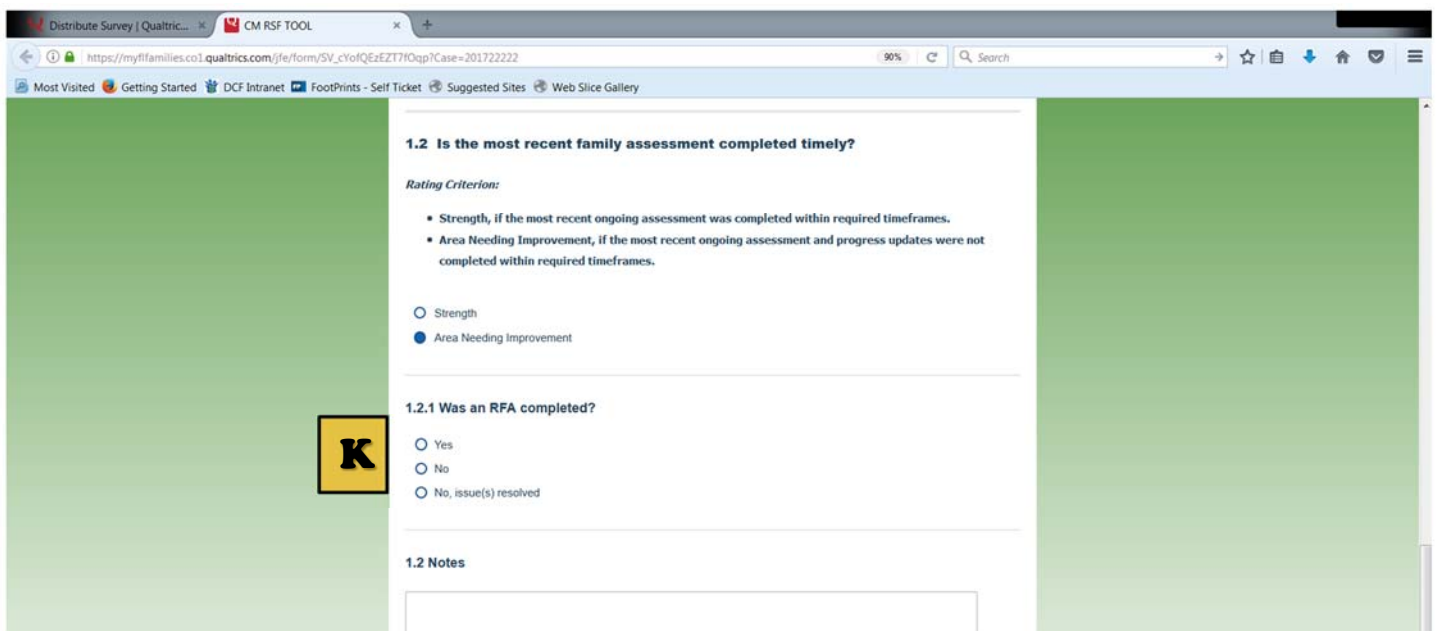 Distribute Survey | Qualtric... × CM RSF TOOL × +
https://myflfamilies.co1.qualtrics.com/jfe/form/SV_cYofQEzEZT7fOqp?Case=201722222 90% Search
Most Visited Getting Started DCF Intranet FootPrints - Self Ticket Suggested Sites Web Slice Gallery
1.2 Is the most recent family assessment completed timely?
Rating Criterion:
• Strength, if the most recent ongoing assessment was completed within required timeframes.
• Area Needing Improvement, if the most recent ongoing assessment and progress updates were not
completed within required timeframes.
Strength
Area Needing Improvement
1.2.1 Was an RFA completed?
K
Yes
No
No, issue(s) resolved
1.2 Notes